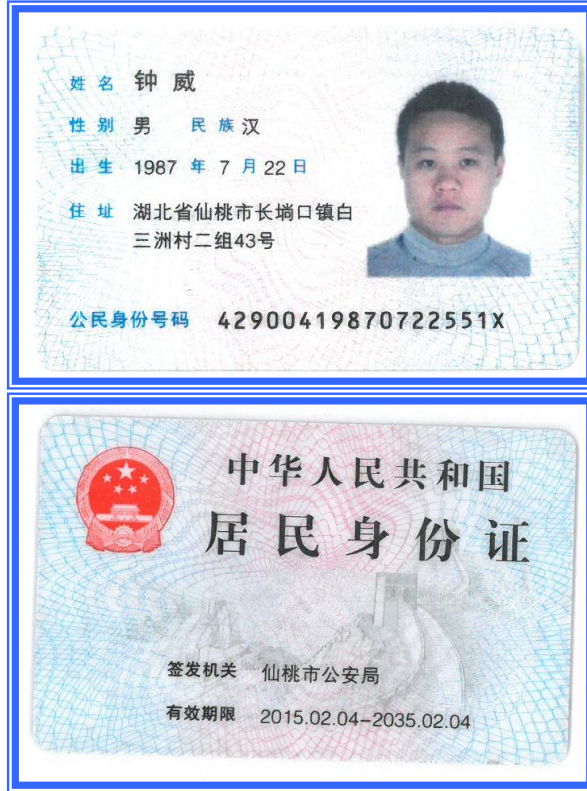 姓名 钟威
性别 男 民族 汉
出生 1987 年 7 月 22 日
住址 湖北省仙桃市长埫口镇白
三洲村二组43号
公民身份号码 42900419870722551X
中华人民共和国
居民身份证
签发机关 仙桃市公安局
有效期限 2015.02.04-2035.02.04